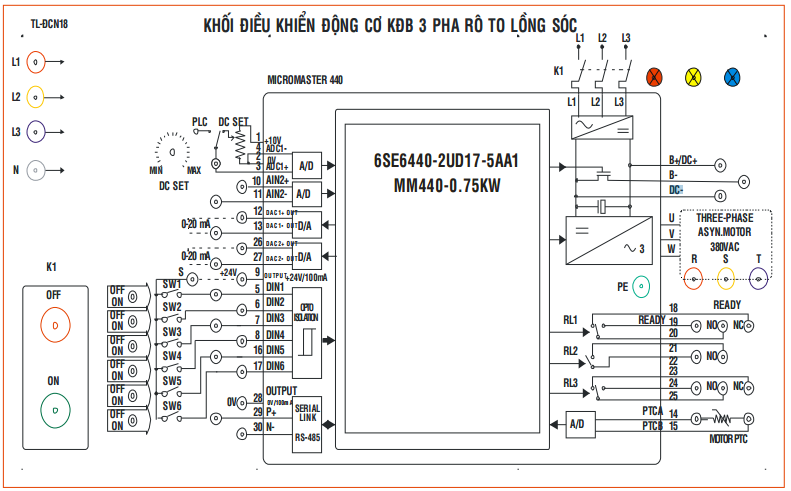 TL-ĐCN18
KHỐI ĐIỀU KHIỂN ĐỘNG CƠ KĐB 3 PHA RÔ TO LỒNG SÓC
L1
L2
L3
N
L1 L2 L3
K1
L1 L2 L3
MICROMASTER 440
PLC DC SET
MIN MAX
DC SET
1 +10V
4 ADC1-
2 0V
3 ADC1+
A/D
10 AIN2+
11 AIN2-
A/D
0-20 mA
12 DAC1+ OUT
13 DAC1- OUT
D/A
0-20 mA
26 DAC2+ OUT
27 DAC2- OUT
D/A
S +24V 9 OUTPUT +24V/100mA
6SE6440-2UD17-5AA1
MM440-0.75KW
B+/DC+
B-
DC-
U
V
W
3
THREE-PHASE
ASYN.MOTOR
380VAC
R S T
PE
K1
OFF
ON
OFF
ON
SW1
OFF
ON
SW2
OFF
ON
SW3
OFF
ON
SW4
OFF
ON
SW5
OFF
ON
SW6
5 DIN1
6 DIN2
7 DIN3
8 DIN4
16 DIN5
17 DIN6
OPTO
ISOLATION
OUTPUT
0V 28 0V/100mA
29 P+
30 N-
SERIAL
LINK
RS-485
RL1
READY
18
19
20
READY
NO NC
RL2
21
22
NO
RL3
23
24
25
NO NC
A/D
PTCA 14
PTCB 15
MOTOR PTC